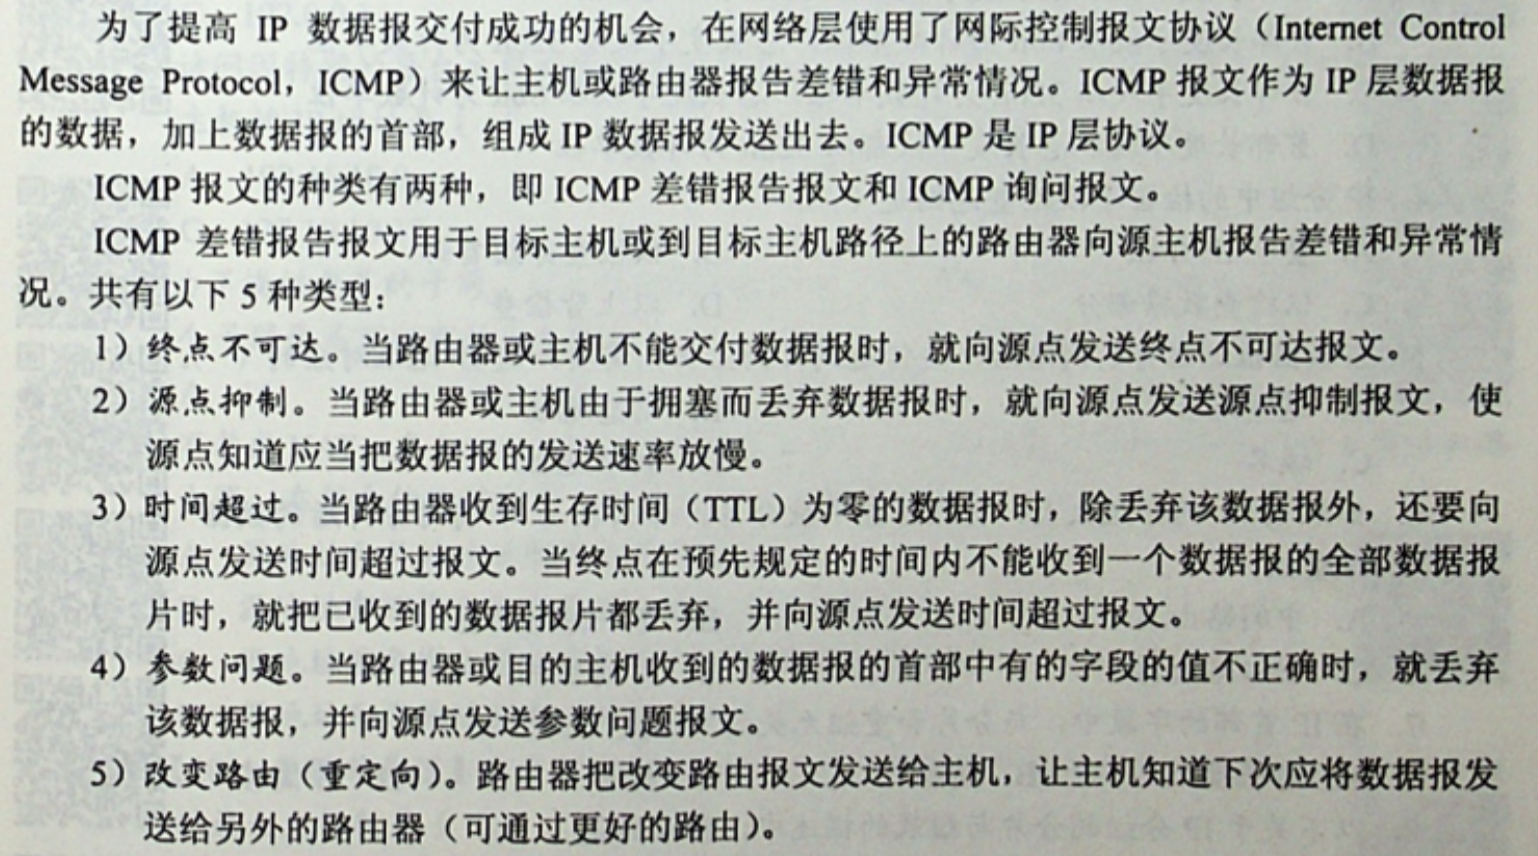 为了提高 IP 数据报交付成功的机会，在网络层使用了网际控制报文协议（Internet Control
Message Protocol，ICMP）来让主机或路由器报告差错和异常情况。ICMP 报文作为 IP 层数据报
的数据，加上数据报的首部，组成 IP 数据报发送出去。ICMP 是 IP 层协议。
ICMP 报文的种类有两种，即 ICMP 差错报告报文和 ICMP 询问报文。
ICMP 差错报告报文用于目标主机或到目标主机路径上的路由器向源主机报告差错和异常情
况。共有以下 5 种类型：
1）终点不可达。当路由器或主机不能交付数据报时，就向源点发送终点不可达报文。
2）源点抑制。当路由器或主机由于拥塞而丢弃数据报时，就向源点发送源点抑制报文，使
源点知道应当把数据报的发送速率放慢。
3）时间超过。当路由器收到生存时间（TTL）为零的数据报时，除丢弃该数据报外，还要向
源点发送时间超过报文。当终点在预先规定的时间内不能收到一个数据报的全部数据报
片时，就把已收到的数据报片都丢弃，并向源点发送时间超过报文。
4）参数问题。当路由器或目的主机收到的数据报的首部中有的字段的值不正确时，就丢弃
该数据报，并向源点发送参数问题报文。
5）改变路由（重定向）。路由器把改变路由报文发送给主机，让主机知道下次应将数据报发
送给另外的路由器（可通过更好的路由）。